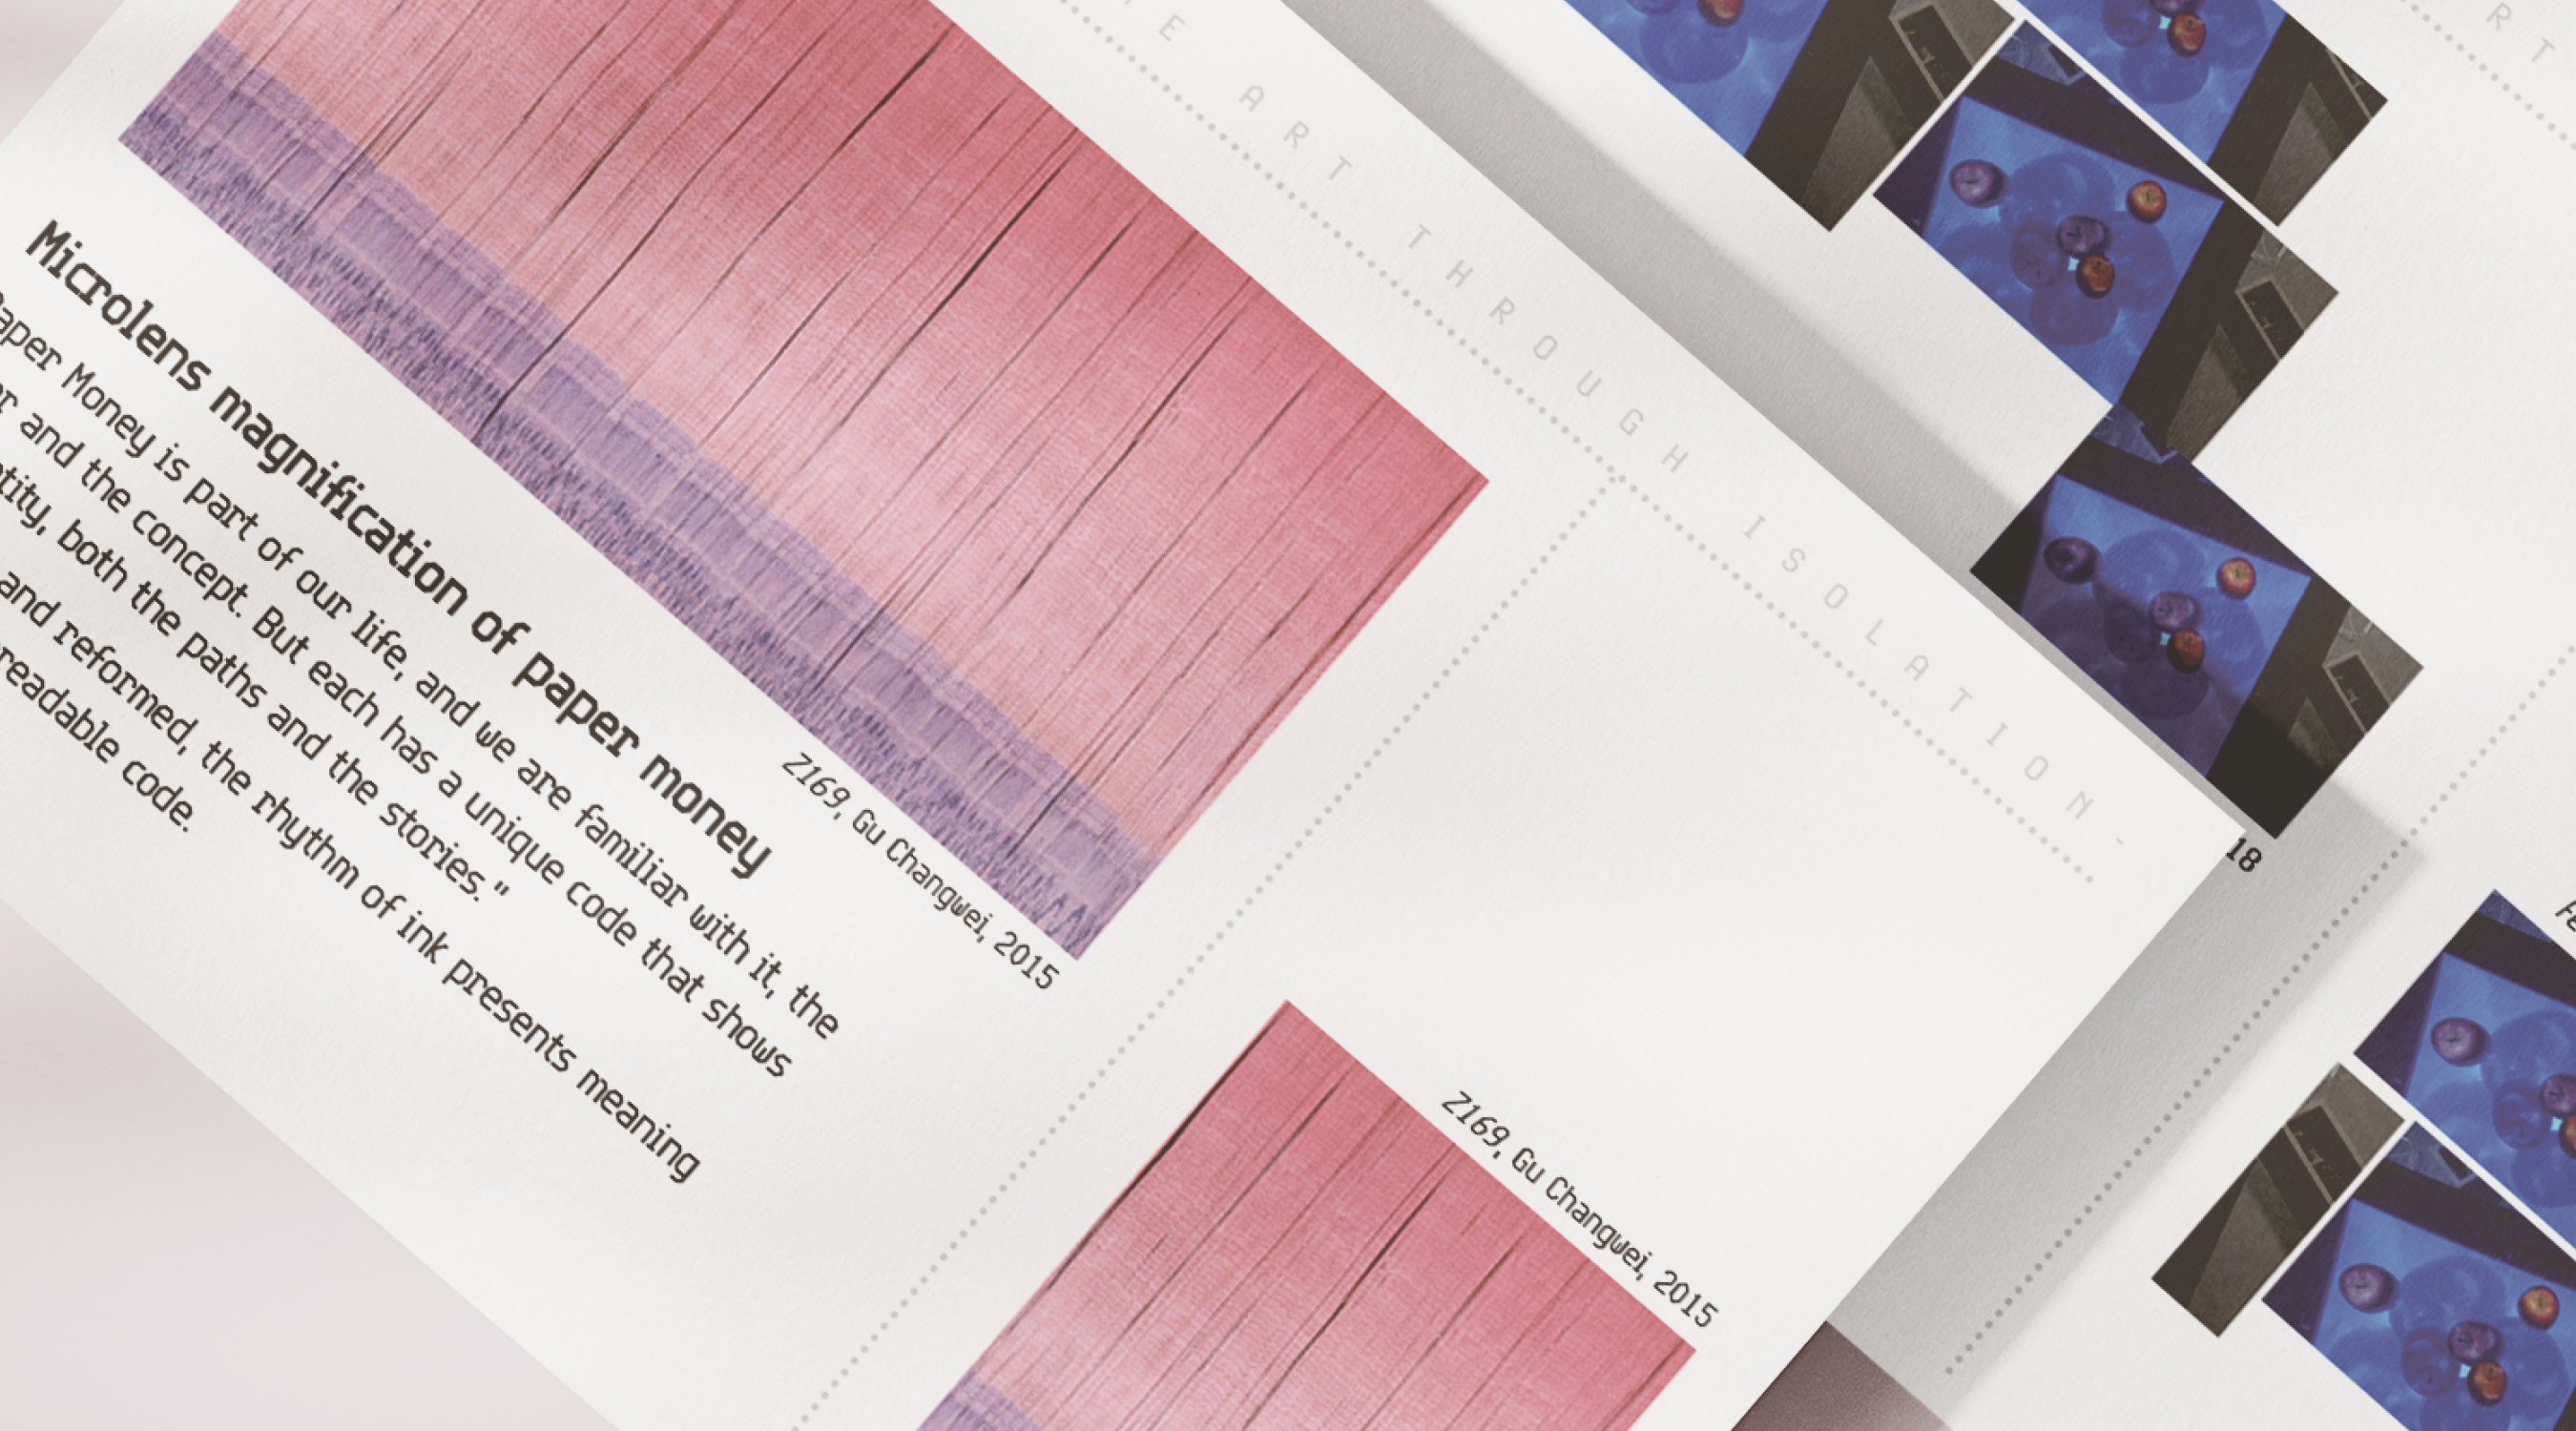 ART THROUGH ISOLATION-
Z169, Gu Changwei, 2015
Microlens magnification of paper money
Paper Money is part of our life, and we are familiar with it, the
and the concept. But each has a unique code that shows
both the paths and the stories."
and reformed, the rhythm of ink presents meaning
readable code.
Z169, Gu Changwei, 2015
18